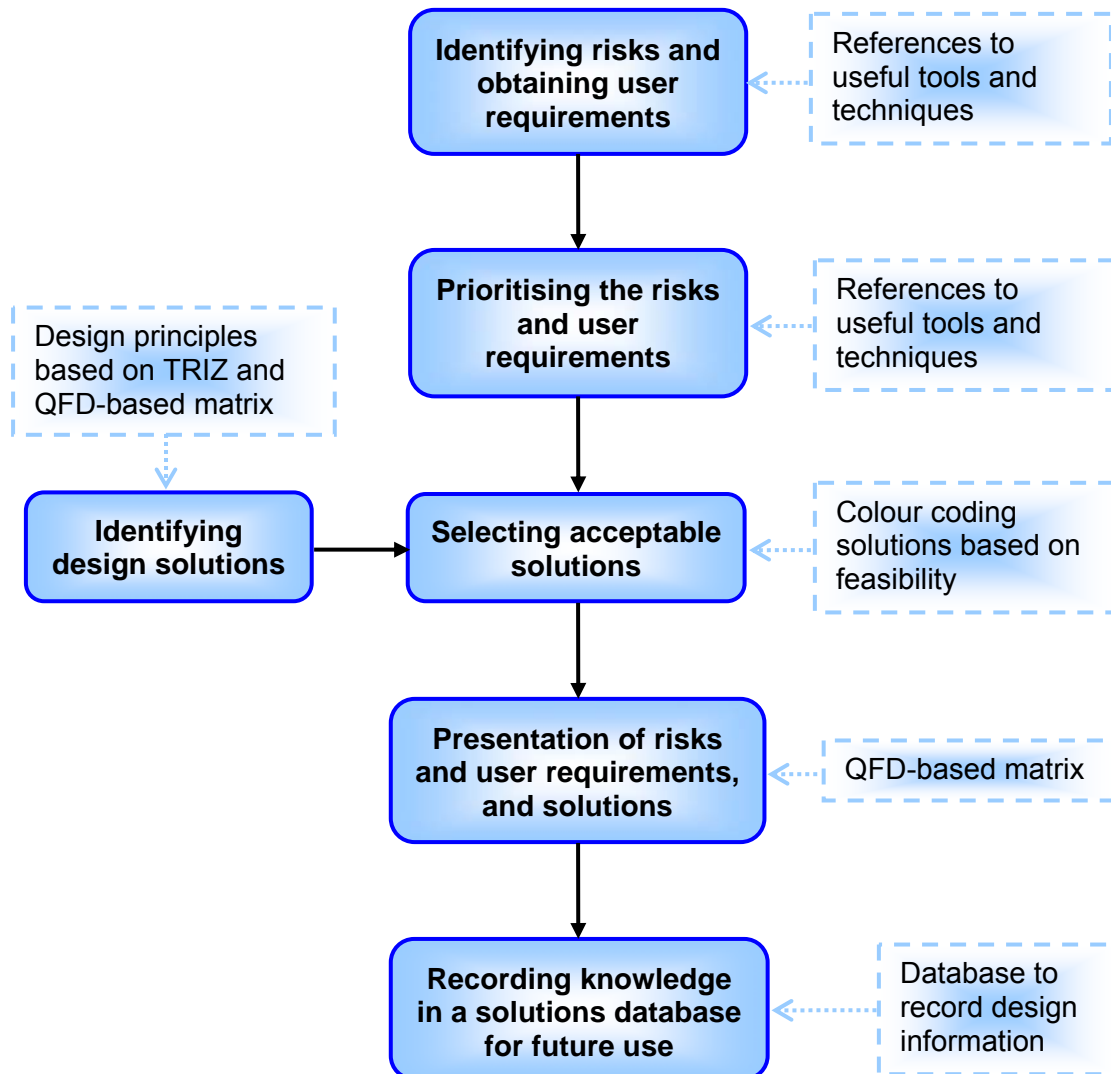 Identifying risks and
obtaining user
requirements
References to
useful tools and
techniques
Prioritising the risks
and user
requirements
References to
useful tools and
techniques
Design principles
based on TRIZ and
QFD-based matrix
Identifying
design solutions
Selecting acceptable
solutions
Colour coding
solutions based on
feasibility
Presentation of risks
and user requirements,
and solutions
QFD-based matrix
Recording knowledge
in a solutions database
for future use
Database to
record design
information